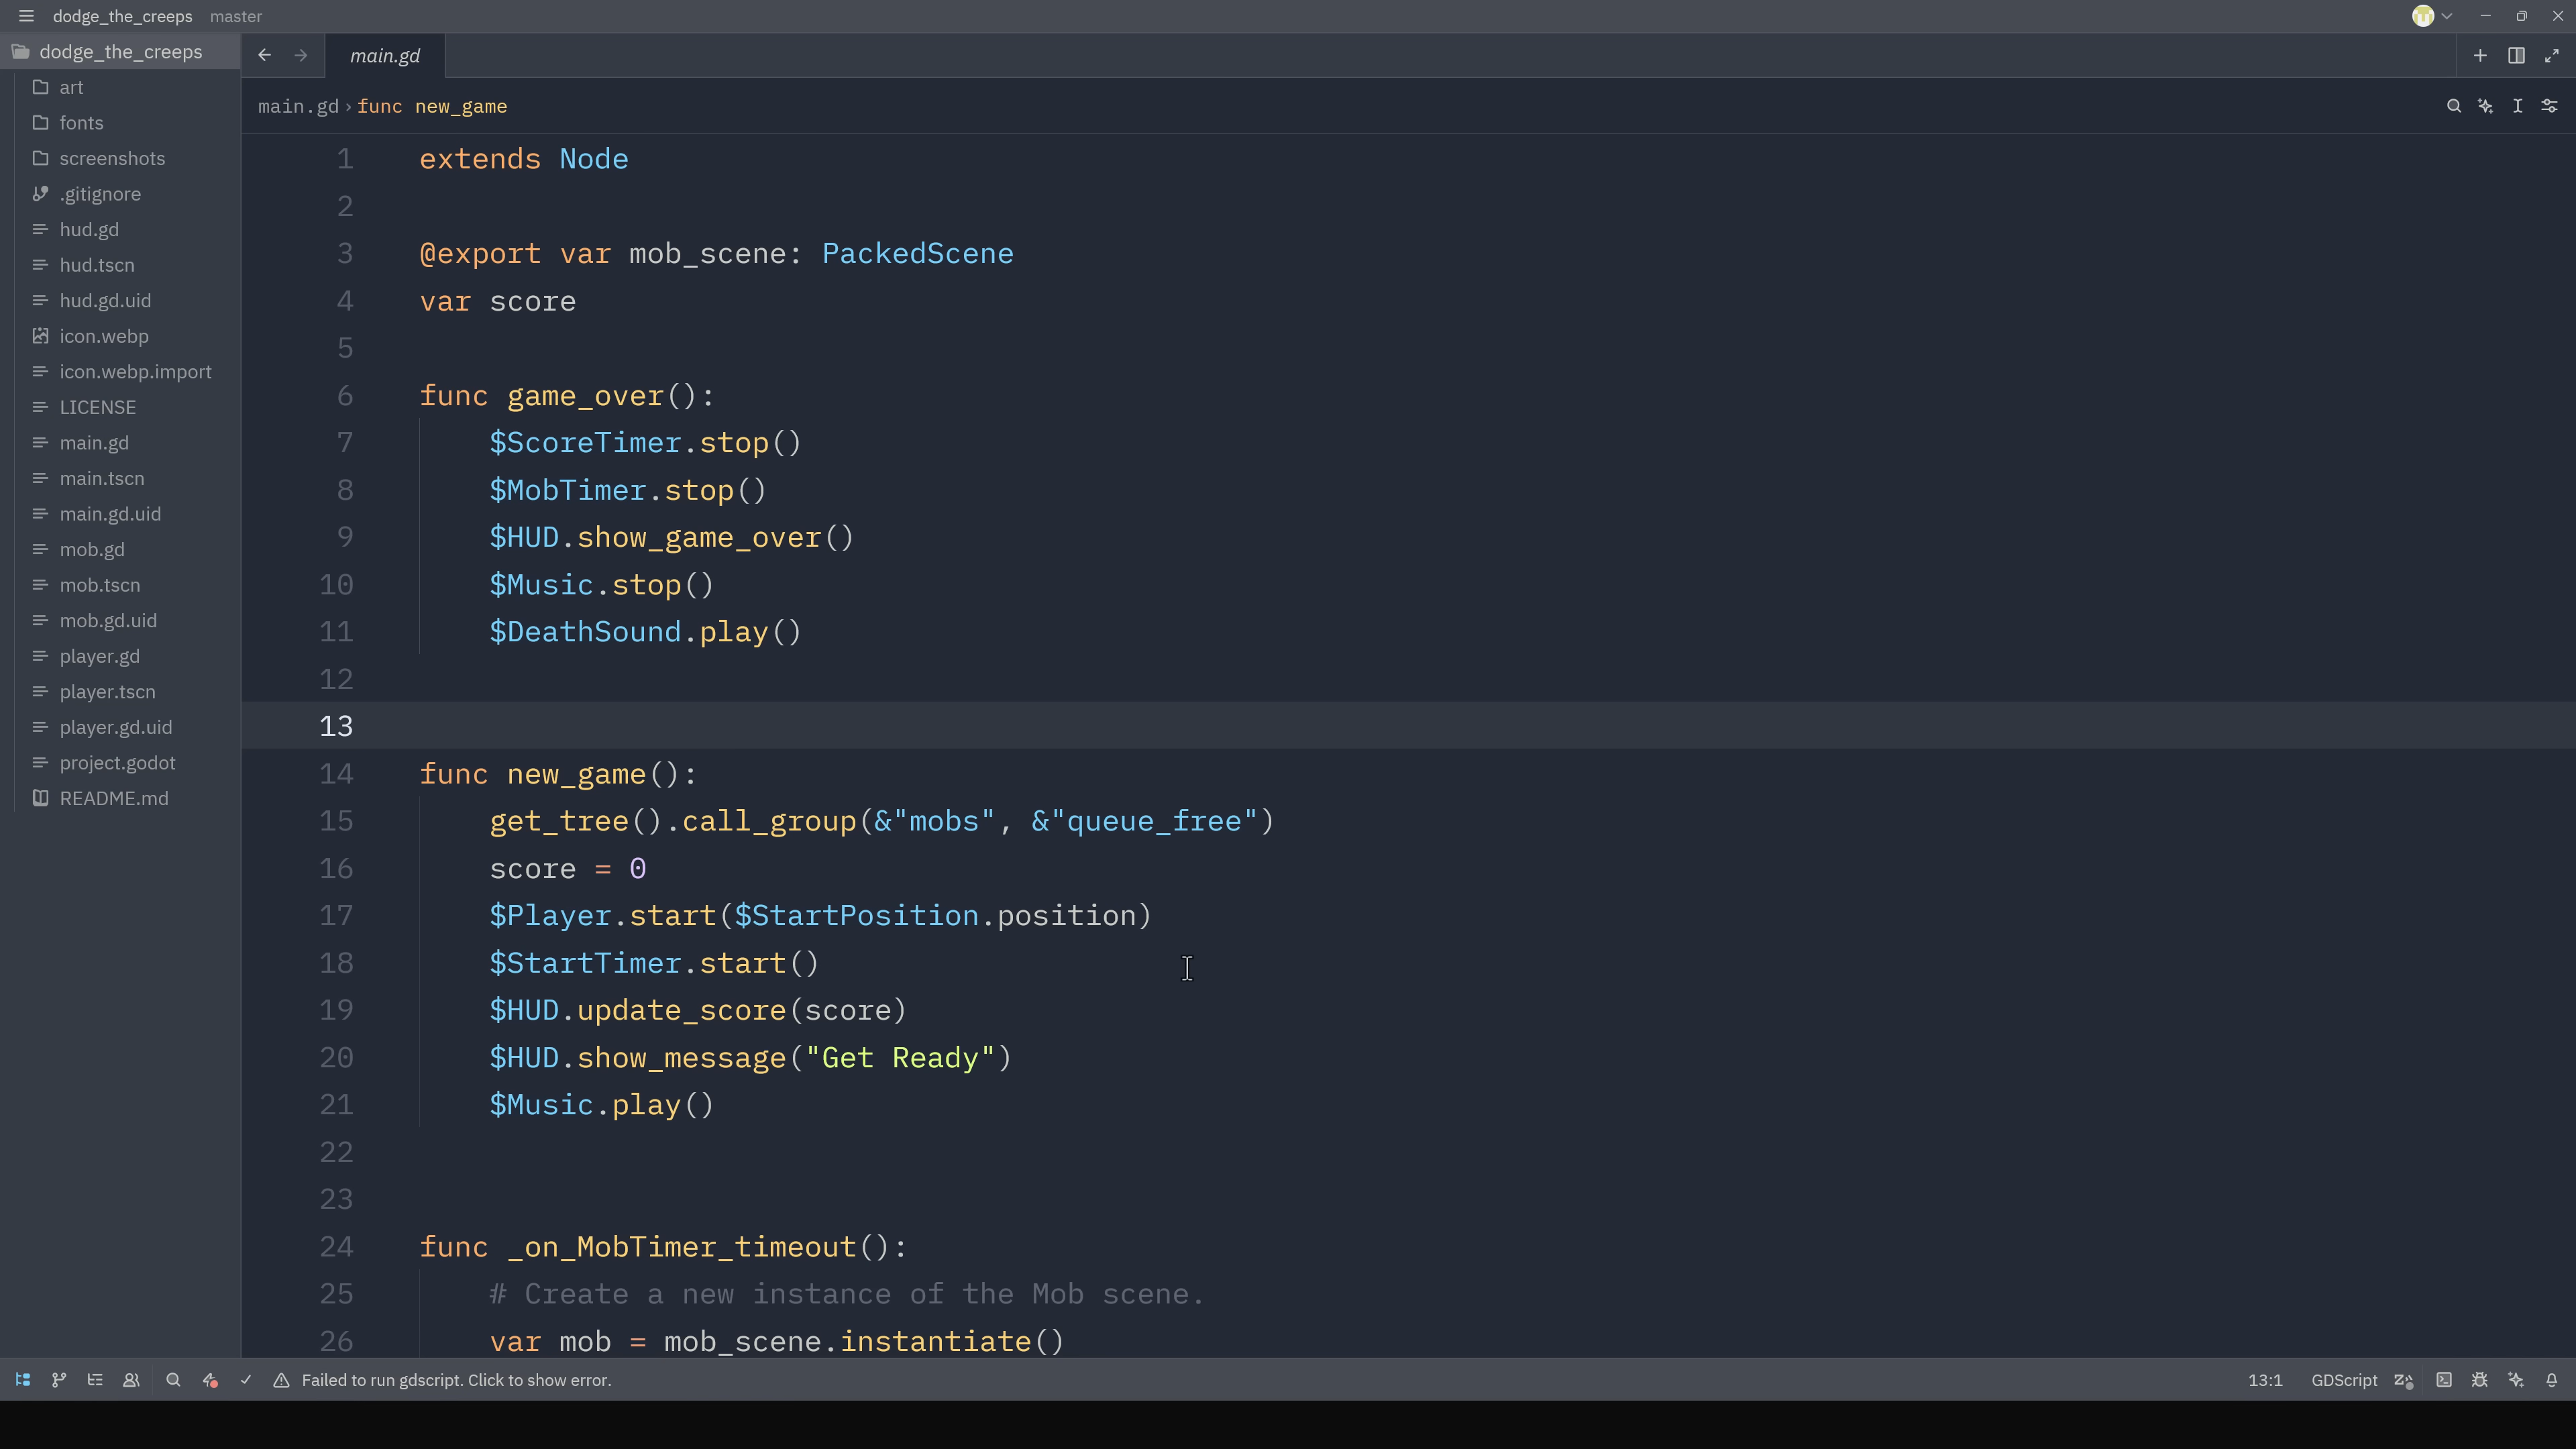 dodge_the_creeps master
dodge_the_creeps
art
fonts
screenshots
.gitignore
hud.gd
hud.tscn
hud.gd.uid
icon.webp
icon.webp.import
LICENSE
main.gd
main.tscn
main.gd.uid
mob.gd
mob.tscn
mob.gd.uid
player.gd
player.tscn
player.gd.uid
project.godot
README.md
main.gd
main.gd › func new_game
1 extends Node
2
3 @export var mob_scene: PackedScene
4 var score
5
6 func game_over():
7     $ScoreTimer.stop()
8     $MobTimer.stop()
9     $HUD.show_game_over()
10     $Music.stop()
11     $DeathSound.play()
12
13
14 func new_game():
15     get_tree().call_group(&"mobs", &"queue_free")
16     score = 0
17     $Player.start($StartPosition.position)
18     $StartTimer.start()
19     $HUD.update_score(score)
20     $HUD.show_message("Get Ready")
21     $Music.play()
22
23
24 func _on_MobTimer_timeout():
25     # Create a new instance of the Mob scene.
26     var mob = mob_scene.instantiate()
Failed to run gdscript. Click to show error.
13:1 GDScript